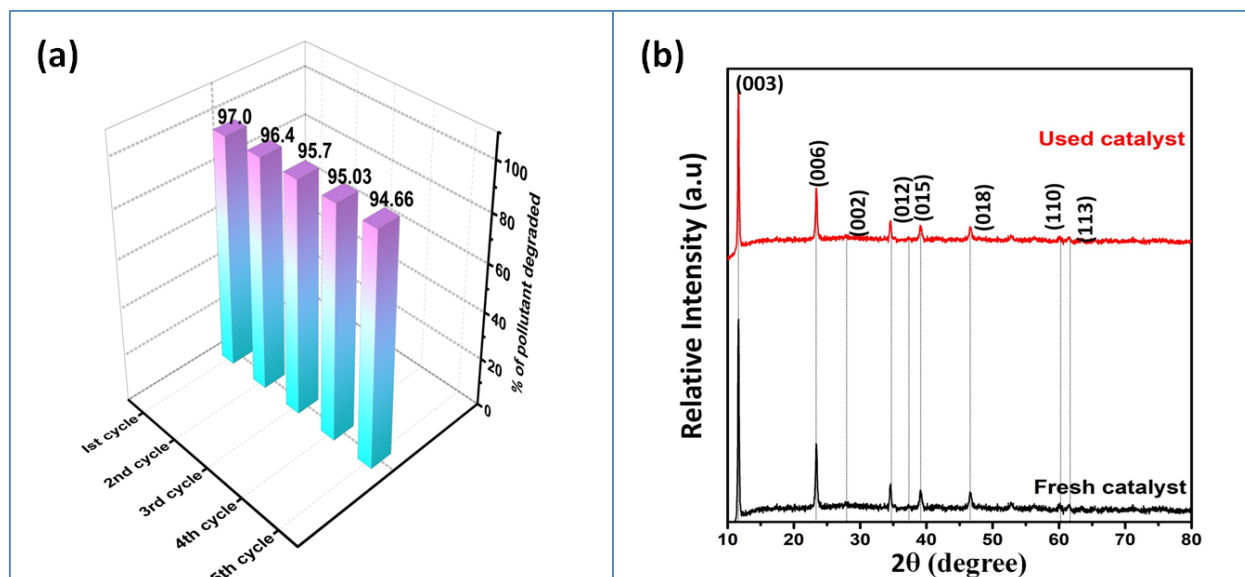 (a)
97.0
96.4
95.7
95.03
94.66
100
80
60
40
20
0
% of pollutant degraded
Ist cycle
2nd cycle
3rd cycle
4th cycle
5th cycle
(b)
(003)
Used catalyst
(006)
(002)
(012)
(015)
(018)
(110)
(113)
Relative Intensity (a.u)
Fresh catalyst
10 20 30 40 50 60 70 80
2θ (degree)